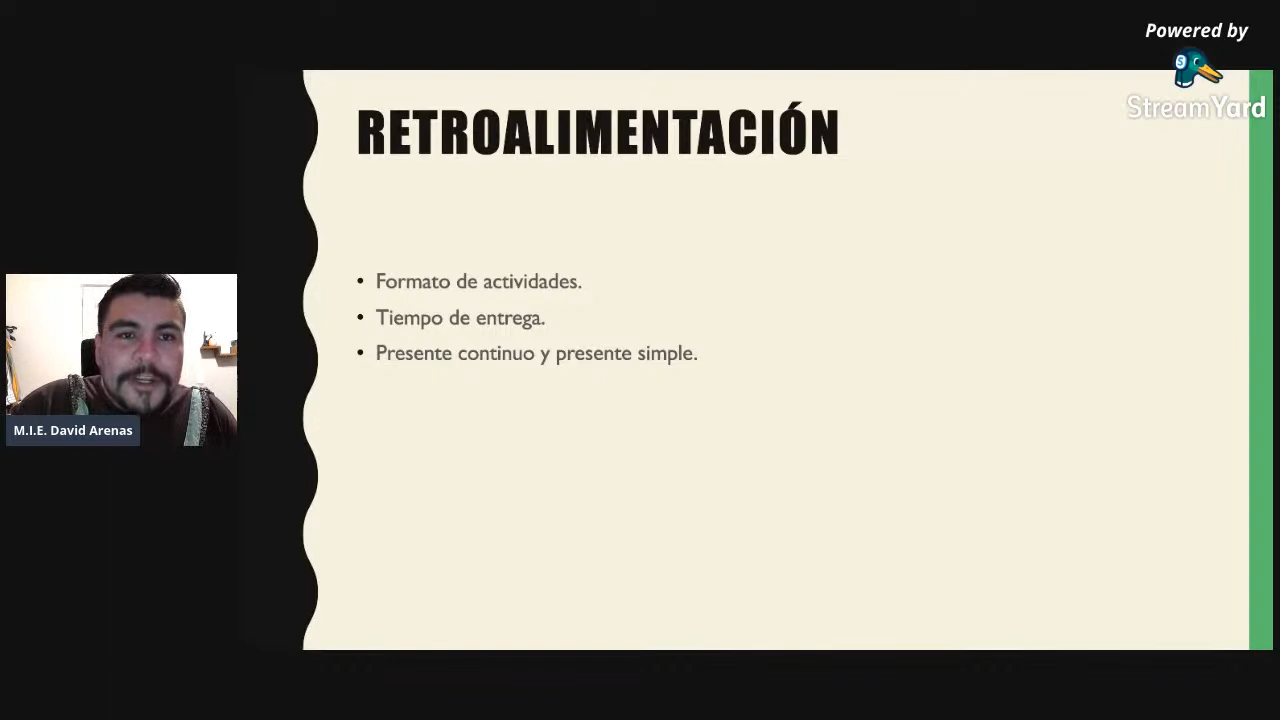 Powered by
StreamYard
RETROALIMENTACIÓN
• Formato de actividades.
• Tiempo de entrega.
• Presente continuo y presente simple.
M.I.E. David Arenas